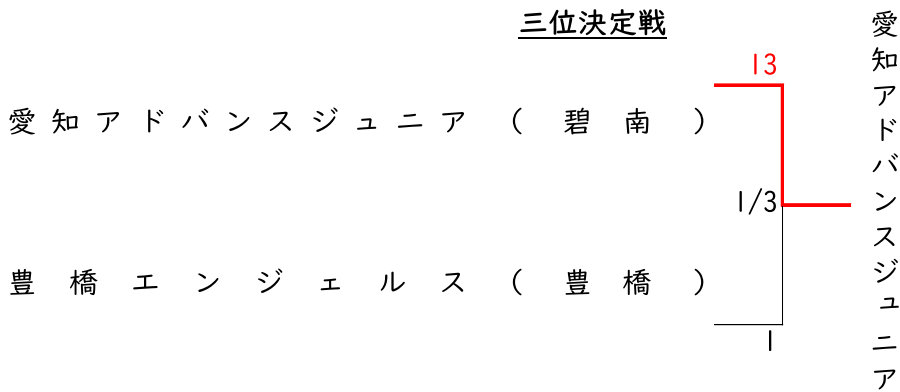 三位決定戦
13
愛知アドバンスジュニア(碧南)
1/3
豊橋エンジェルス(豊橋)
1
愛知アドバンスジュニア